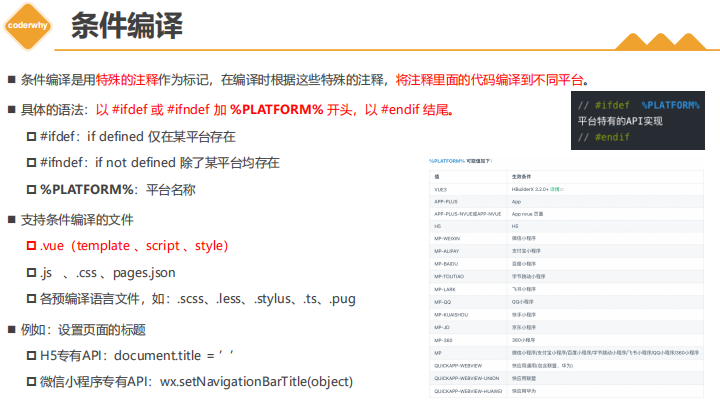 coderwhy
条件编译
■ 条件编译是用特殊的注释作为标记，在编译时根据这些特殊的注释，将注释里面的代码编译到不同平台。
■ 具体的语法：以 #ifdef 或 #ifndef 加 %PLATFORM% 开头，以 #endif 结尾。
// #ifdef %PLATFORM%
平台特有的API实现
// #endif
#ifdef：if defined 仅在某平台存在
#ifndef：if not defined 除了某平台均存在
%PLATFORM%：平台名称
■ 支持条件编译的文件
.vue（template 、script 、style）
.js 、.css 、pages.json
各预编译语言文件，如：.scss、.less、.stylus、.ts、.pug
■ 例如：设置页面的标题
H5专有API：document.title = ’ ’
微信小程序专有API：wx.setNavigationBarTitle(object)
%PLATFORM% 可取值如下：
值 生效条件
VUE3 HBuilderX 3.2.0+ 详情
APP-PLUS App
APP-PLUS-NVUE或APP-NVUE App nvue 页面
H5 H5
MP-WEIXIN 微信小程序
MP-ALIPAY 支付宝小程序
MP-BAIDU 百度小程序
MP-TOUTIAO 字节跳动小程序
MP-LARK 飞书小程序
MP-QQ QQ小程序
MP-KUAISHOU 快手小程序
MP-JD 京东小程序
MP-360 360小程序
MP 微信小程序/支付宝小程序/百度小程序/字节跳动小程序/飞书小程序/QQ小程序/360小程序
QUICKAPP-WEBVIEW 快应用通用(包含联盟、华为)
QUICKAPP-WEBVIEW-UNION 快应用联盟
QUICKAPP-WEBVIEW-HUAWEI 快应用华为